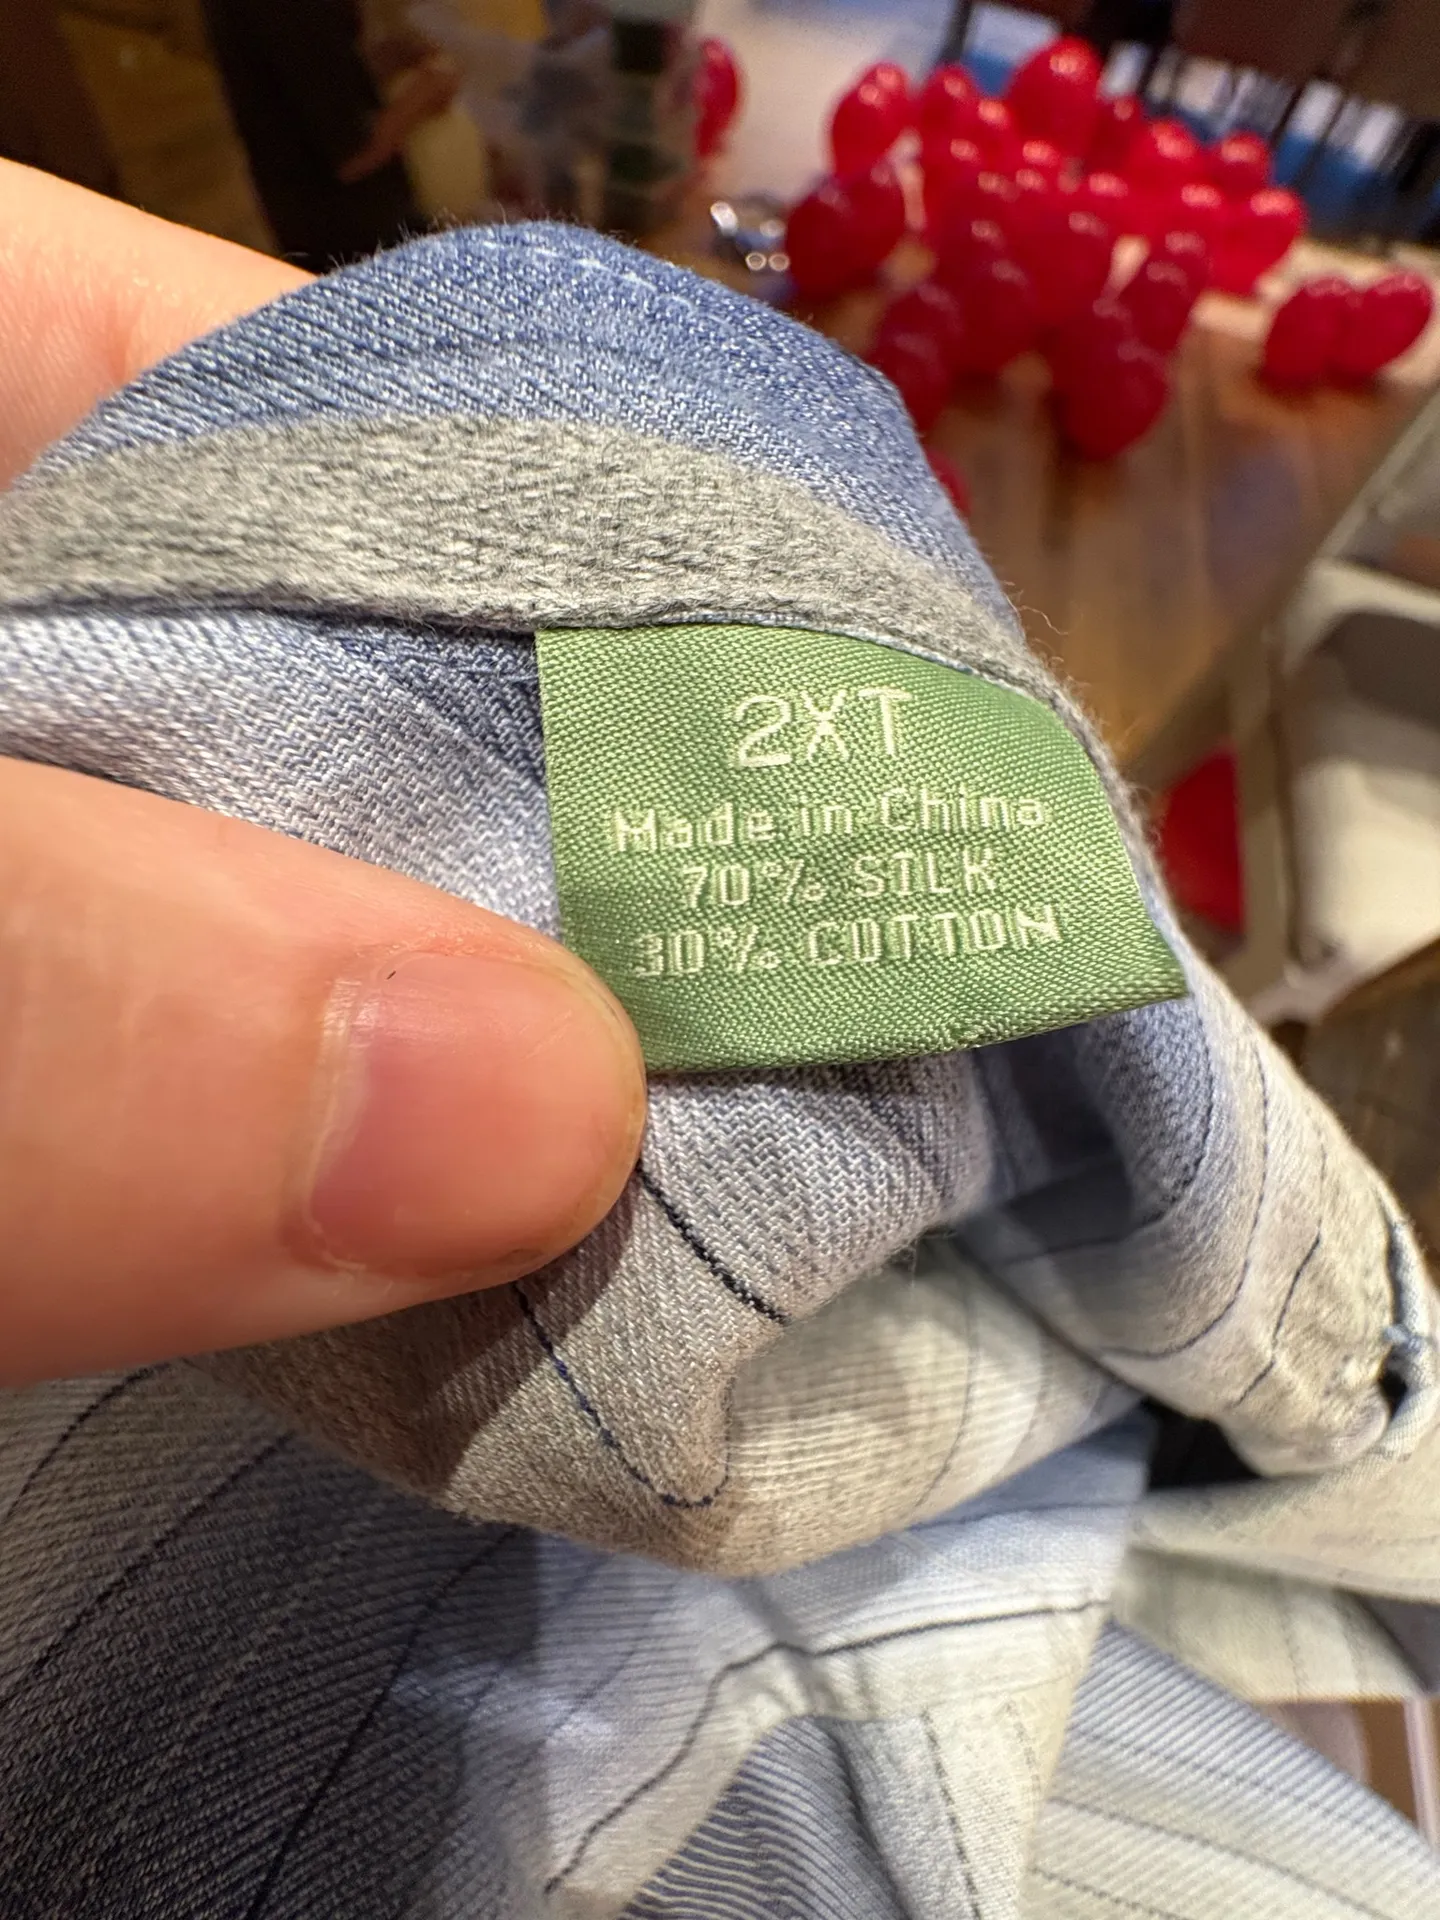 2XT
Made in China
70% SILK
30% COTTON